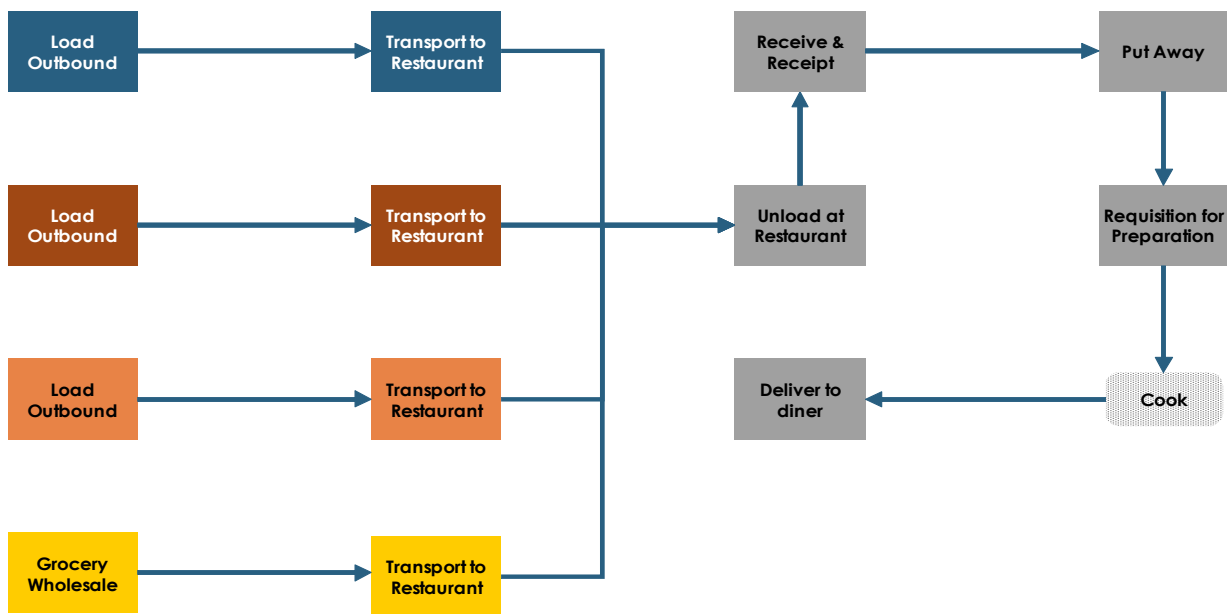 Load
Outbound
Transport to
Restaurant
Receive &
Receipt
Put Away
Load
Outbound
Transport to
Restaurant
Unload at
Restaurant
Requisition for
Preparation
Load
Outbound
Transport to
Restaurant
Deliver to
diner
Cook
Grocery
Wholesale
Transport to
Restaurant